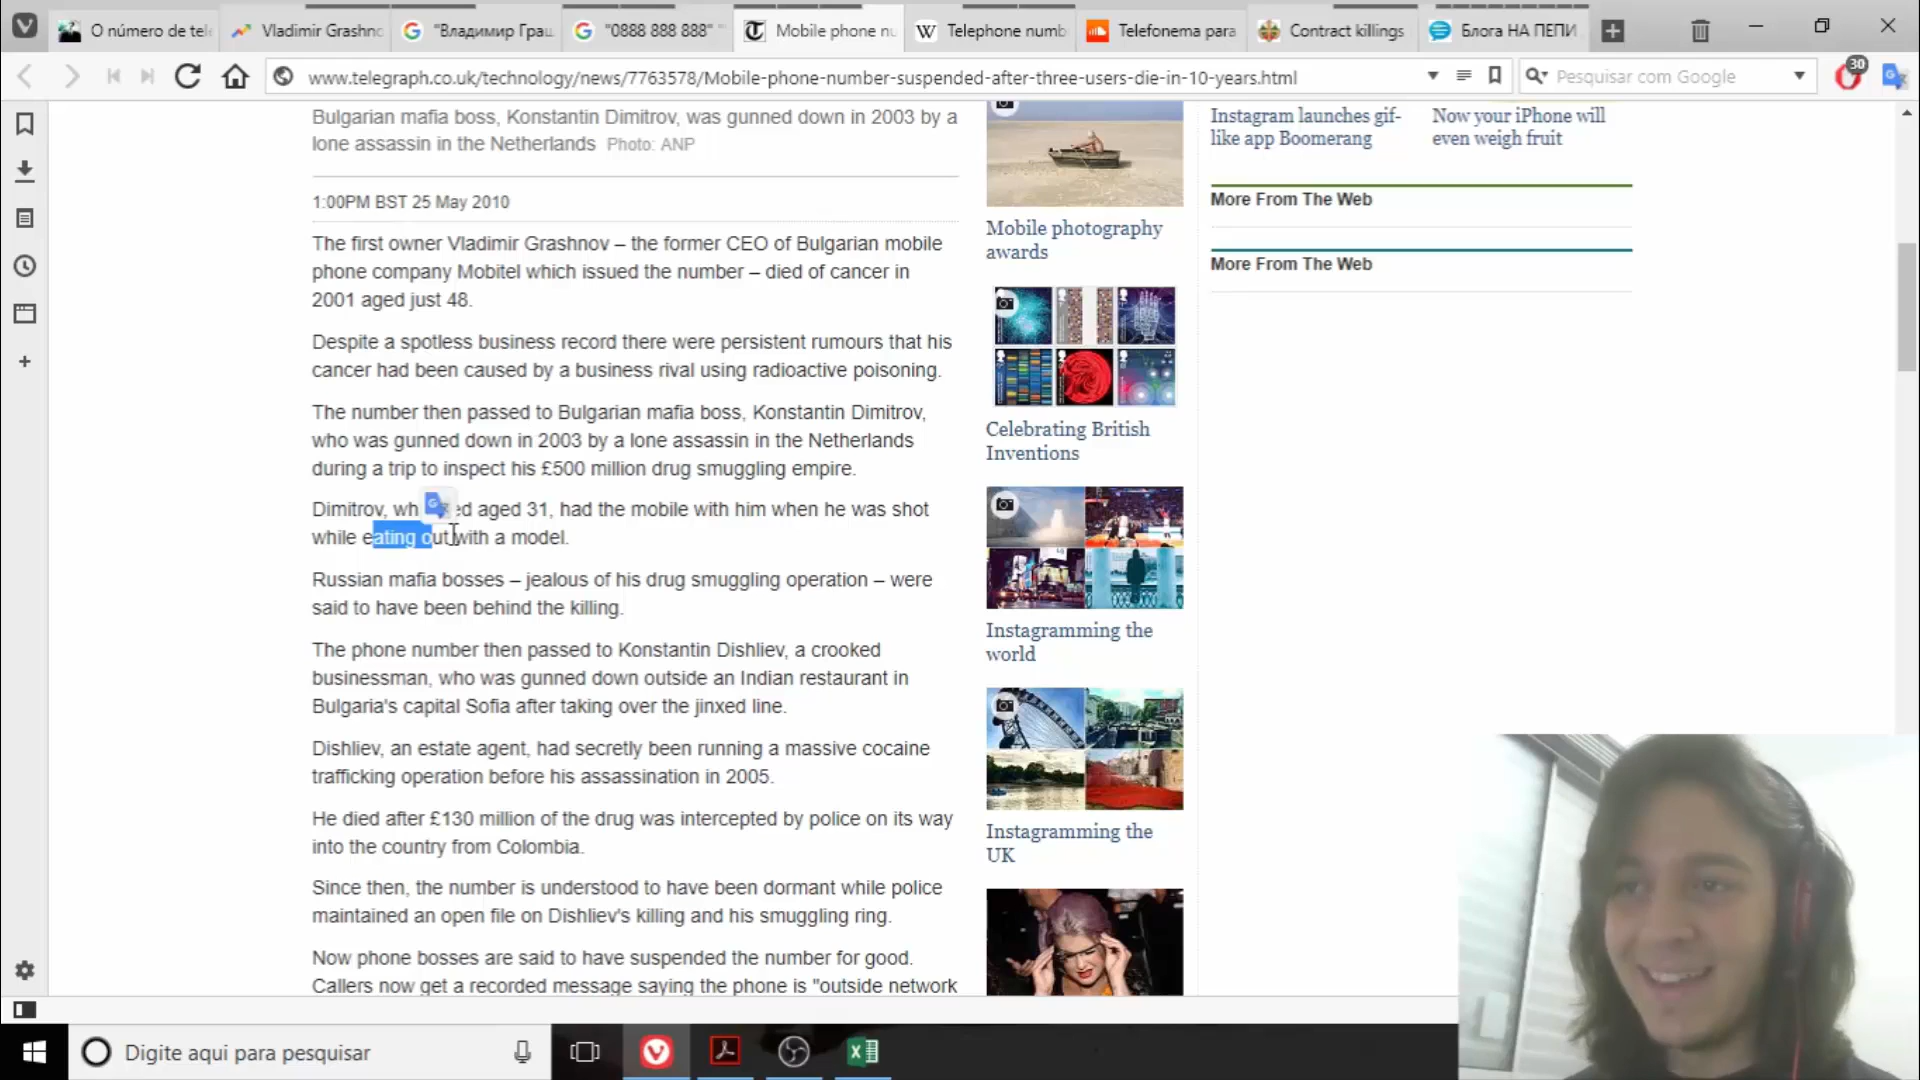 O número de tel
Vladimir Grashno
"Владимир Граш
"0888 888 888"
Mobile phone nu
Telephone numb
Telefonema para
Contract killings
Блога НА ПЕПИ
www.telegraph.co.uk/technology/news/7763578/Mobile-phone-number-suspended-after-three-users-die-in-10-years.html
Pesquisar com Google
30
Bulgarian mafia boss, Konstantin Dimitrov, was gunned down in 2003 by a
lone assassin in the Netherlands Photo: ANP
1:00PM BST 25 May 2010
The first owner Vladimir Grashnov – the former CEO of Bulgarian mobile
phone company Mobitel which issued the number – died of cancer in
2001 aged just 48.
Despite a spotless business record there were persistent rumours that his
cancer had been caused by a business rival using radioactive poisoning.
The number then passed to Bulgarian mafia boss, Konstantin Dimitrov,
who was gunned down in 2003 by a lone assassin in the Netherlands
during a trip to inspect his £500 million drug smuggling empire.
Dimitrov, wh ed aged 31, had the mobile with him when he was shot
while eating out with a model.
Russian mafia bosses – jealous of his drug smuggling operation – were
said to have been behind the killing.
The phone number then passed to Konstantin Dishliev, a crooked
businessman, who was gunned down outside an Indian restaurant in
Bulgaria's capital Sofia after taking over the jinxed line.
Dishliev, an estate agent, had secretly been running a massive cocaine
trafficking operation before his assassination in 2005.
He died after £130 million of the drug was intercepted by police on its way
into the country from Colombia.
Since then, the number is understood to have been dormant while police
maintained an open file on Dishliev's killing and his smuggling ring.
Now phone bosses are said to have suspended the number for good.
Callers now get a recorded message saying the phone is "outside network
Mobile photography
awards
Celebrating British
Inventions
Instagramming the
world
Instagramming the
UK
Instagram launches gif-
like app Boomerang
Now your iPhone will
even weigh fruit
More From The Web
More From The Web
Digite aqui para pesquisar